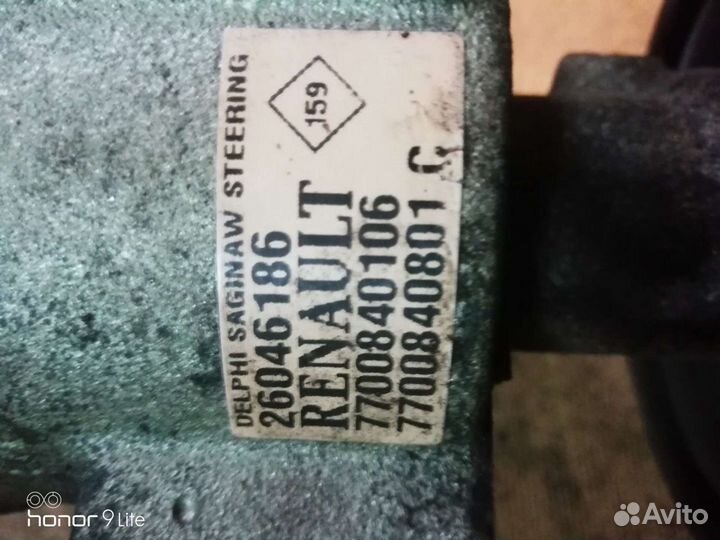 DELPHI SAGINAW STEERING
26046186
159
RENAULT
7700840106
7700840801 C
honor 9 Lite
Avito